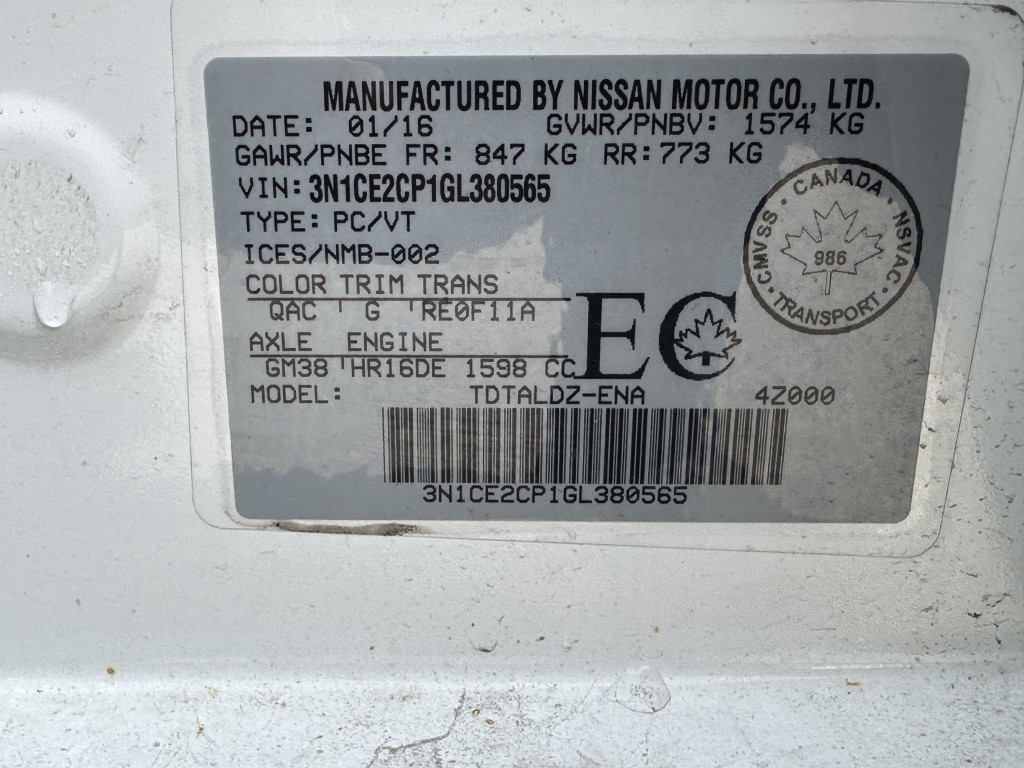 MANUFACTURED BY NISSAN MOTOR CO., LTD.
DATE: 01/16 GVWR/PNBV: 1574 KG
GAWR/PNBE FR: 847 KG RR: 773 KG
VIN: 3N1CE2CP1GL380565
TYPE: PC/VT
ICES/NMB-002
COLOR TRIM TRANS
QAC ' G 'RE0F11A
AXLE ENGINE
GM38 'HR16DE 1598 CC
EC
CANADA · NSVAC · TRANSPORT · CMVSS ·
986
MODEL: TDTALDZ-ENA 4Z000
3N1CE2CP1GL380565